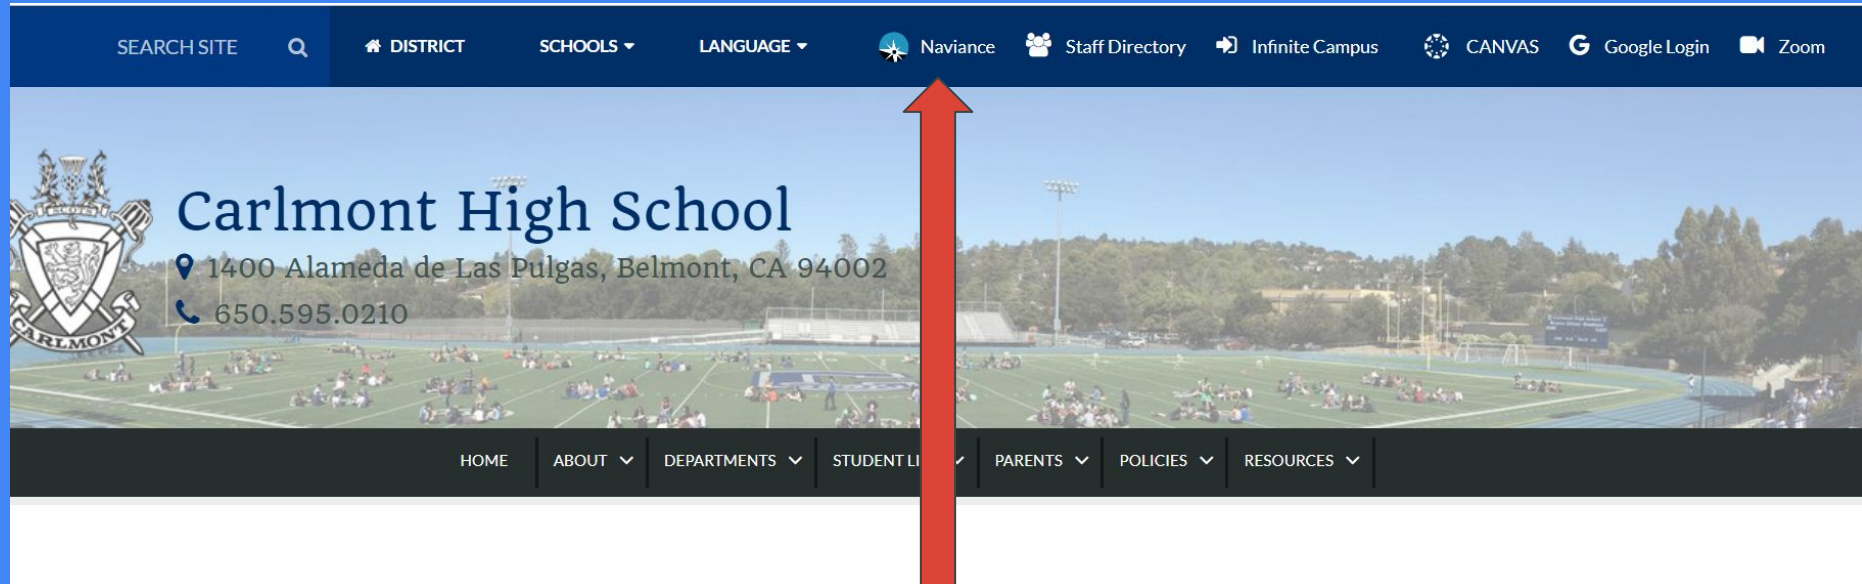 SEARCH SITE DISTRICT SCHOOLS LANGUAGE Naviance Staff Directory Infinite Campus CANVAS G Google Login Zoom
SCOTS
CARLMONT
Carlmont High School
1400 Alameda de Las Pulgas, Belmont, CA 94002
650.595.0210
HOME ABOUT DEPARTMENTS STUDENT LI PARENTS POLICIES RESOURCES